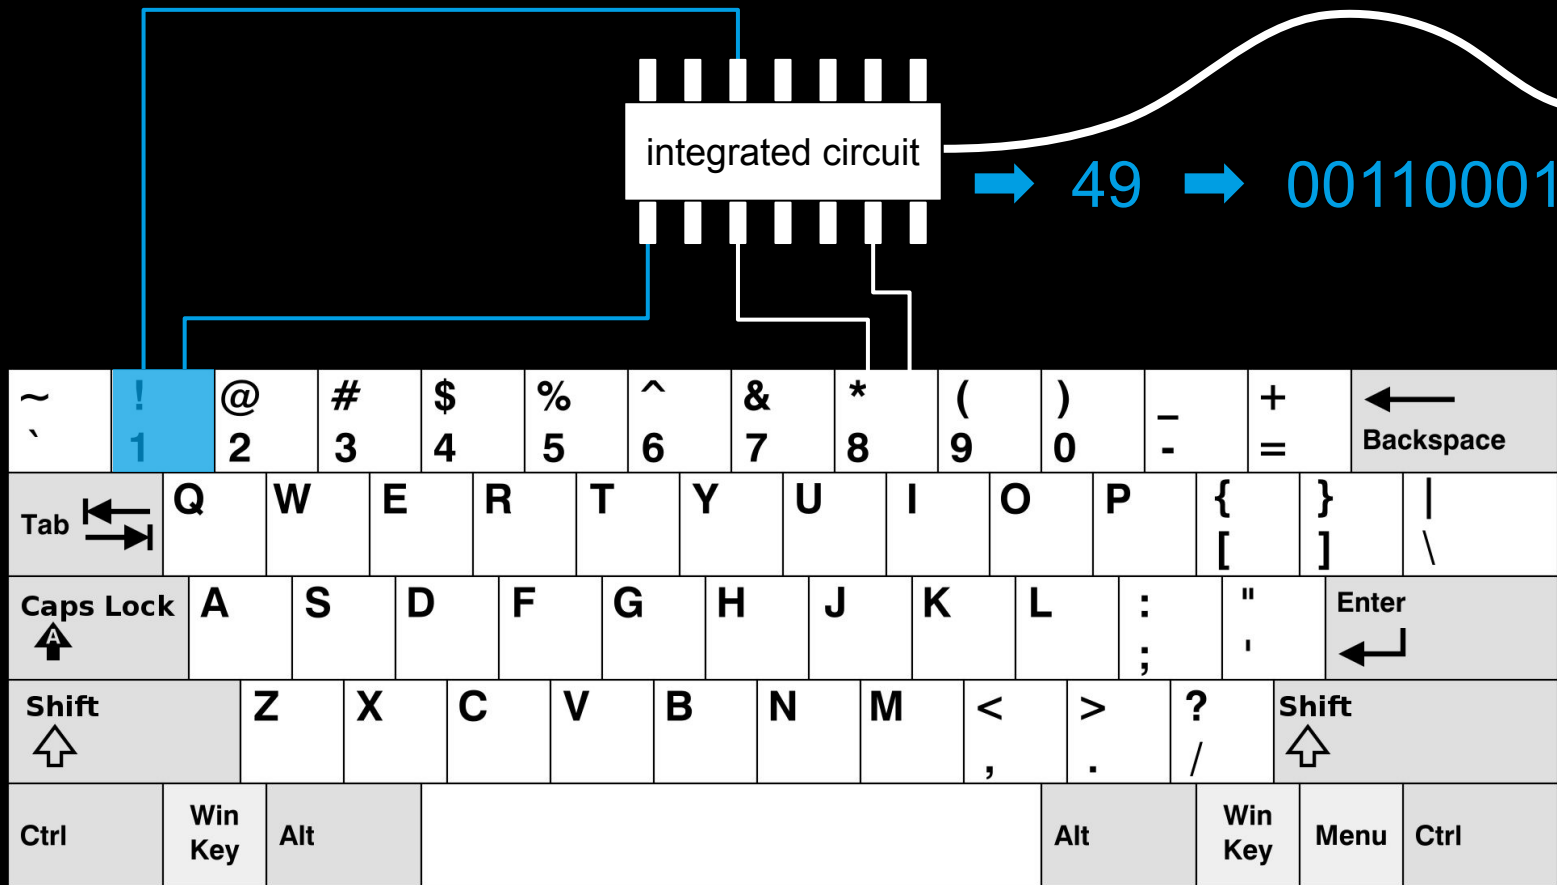 integrated circuit
49 00110001
~ ! @ # $ % ^ & * ( ) _ +
` 1 2 3 4 5 6 7 8 9 0 - = Backspace
Tab Q W E R T Y U I O P { } |
[ ] \
Caps Lock A S D F G H J K L : " Enter
A ; '
Shift Z X C V B N M < > ? Shift
, . /
Ctrl Win Key Alt Alt Win Key Menu Ctrl